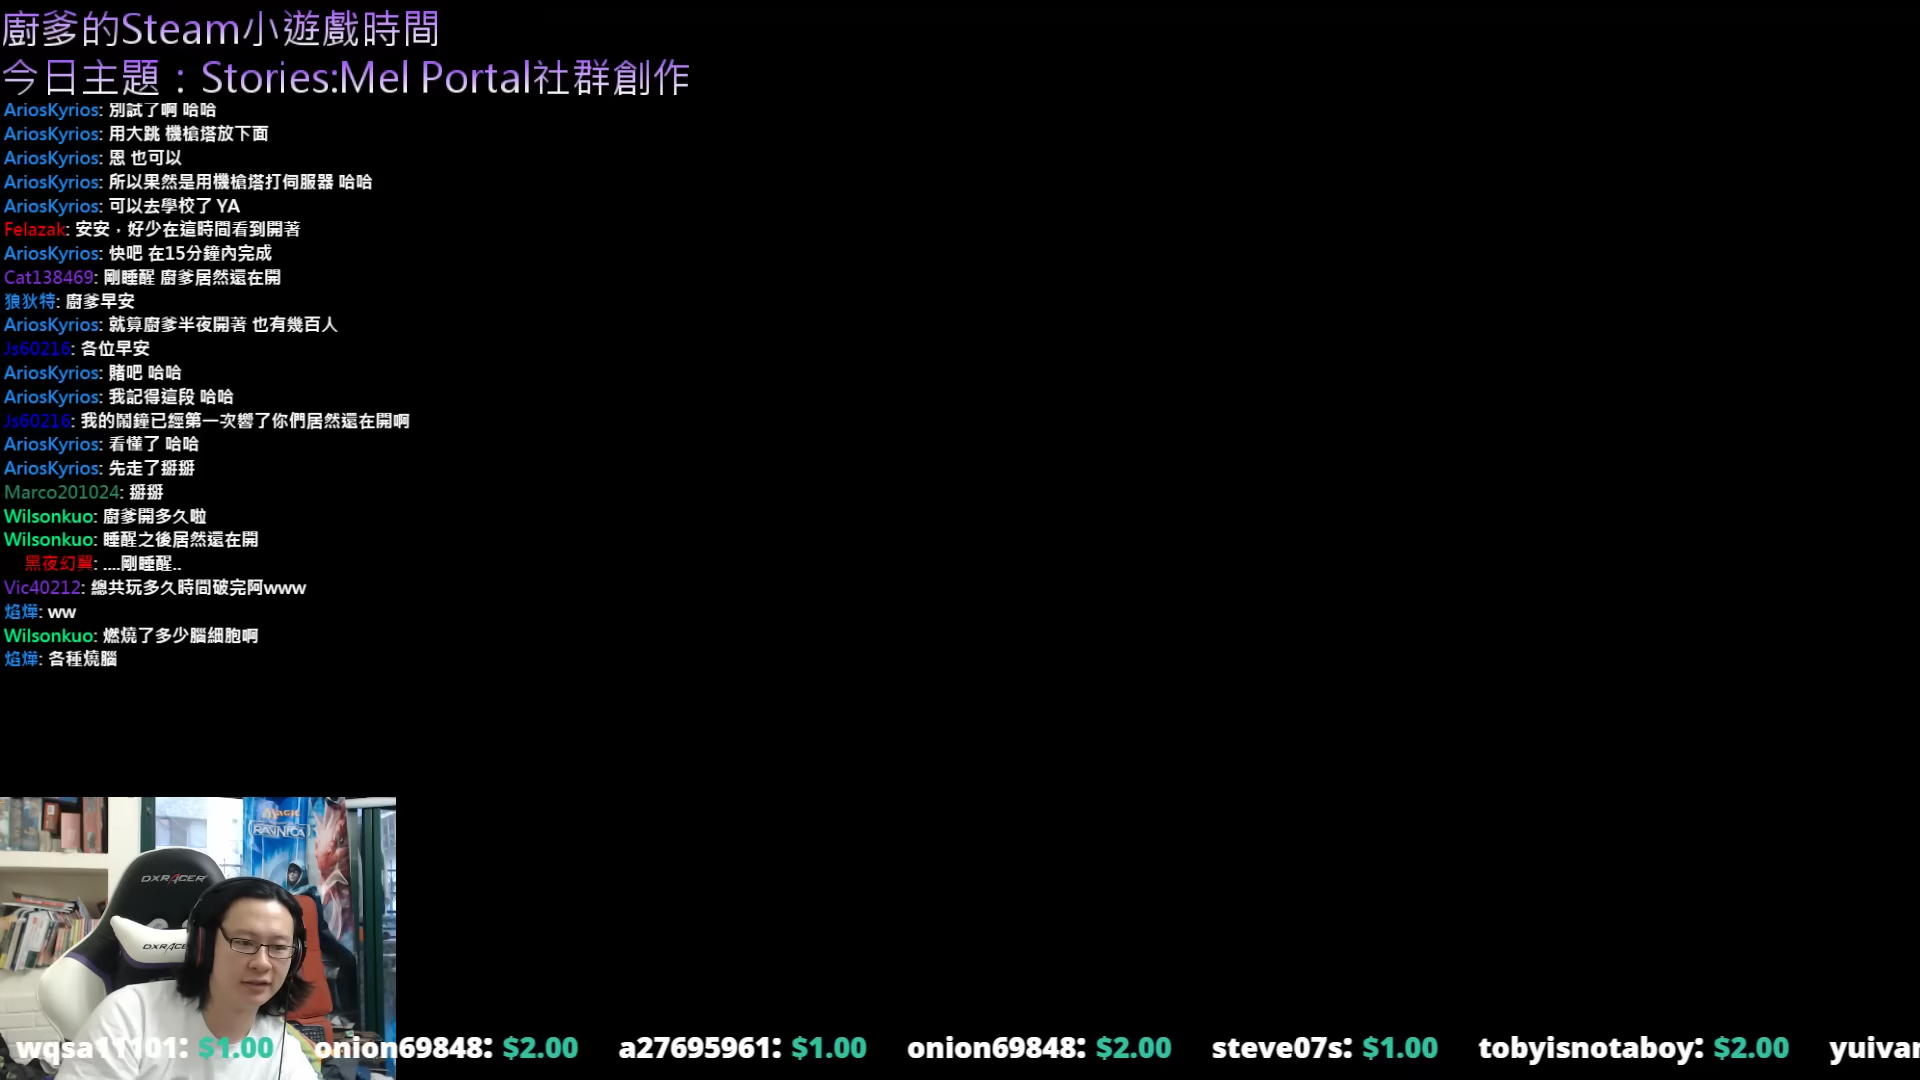 廚爹的Steam小遊戲時間
今日主題：Stories:Mel Portal社群創作
AriosKyrios: 別試了啊 哈哈
AriosKyrios: 用大跳 機槍塔放下面
AriosKyrios: 恩 也可以
AriosKyrios: 所以果然是用機槍塔打伺服器 哈哈
AriosKyrios: 可以去學校了 YA
Felazak: 安安，好少在這時間看到開著
AriosKyrios: 快吧 在15分鐘內完成
Cat138469: 剛睡醒 廚爹居然還在開
狼狄特: 廚爹早安
AriosKyrios: 就算廚爹半夜開著 也有幾百人
Js60216: 各位早安
AriosKyrios: 賭吧 哈哈
AriosKyrios: 我記得這段 哈哈
Js60216: 我的鬧鐘已經第一次響了你們居然還在開啊
AriosKyrios: 看懂了 哈哈
AriosKyrios: 先走了掰掰
Marco201024: 掰掰
Wilsonkuo: 廚爹開多久啦
Wilsonkuo: 睡醒之後居然還在開
黑夜幻翼: ....剛睡醒..
Vic40212: 總共玩多久時間破完阿www
焰燁: ww
Wilsonkuo: 燃燒了多少腦細胞啊
焰燁: 各種燒腦
MAGIC
RAVNICA
DXRACER
DXRACE
wqsa11101: $1.00 onion69848: $2.00 a27695961: $1.00 onion69848: $2.00 steve07s: $1.00 tobyisnotaboy: $2.00 yuivar